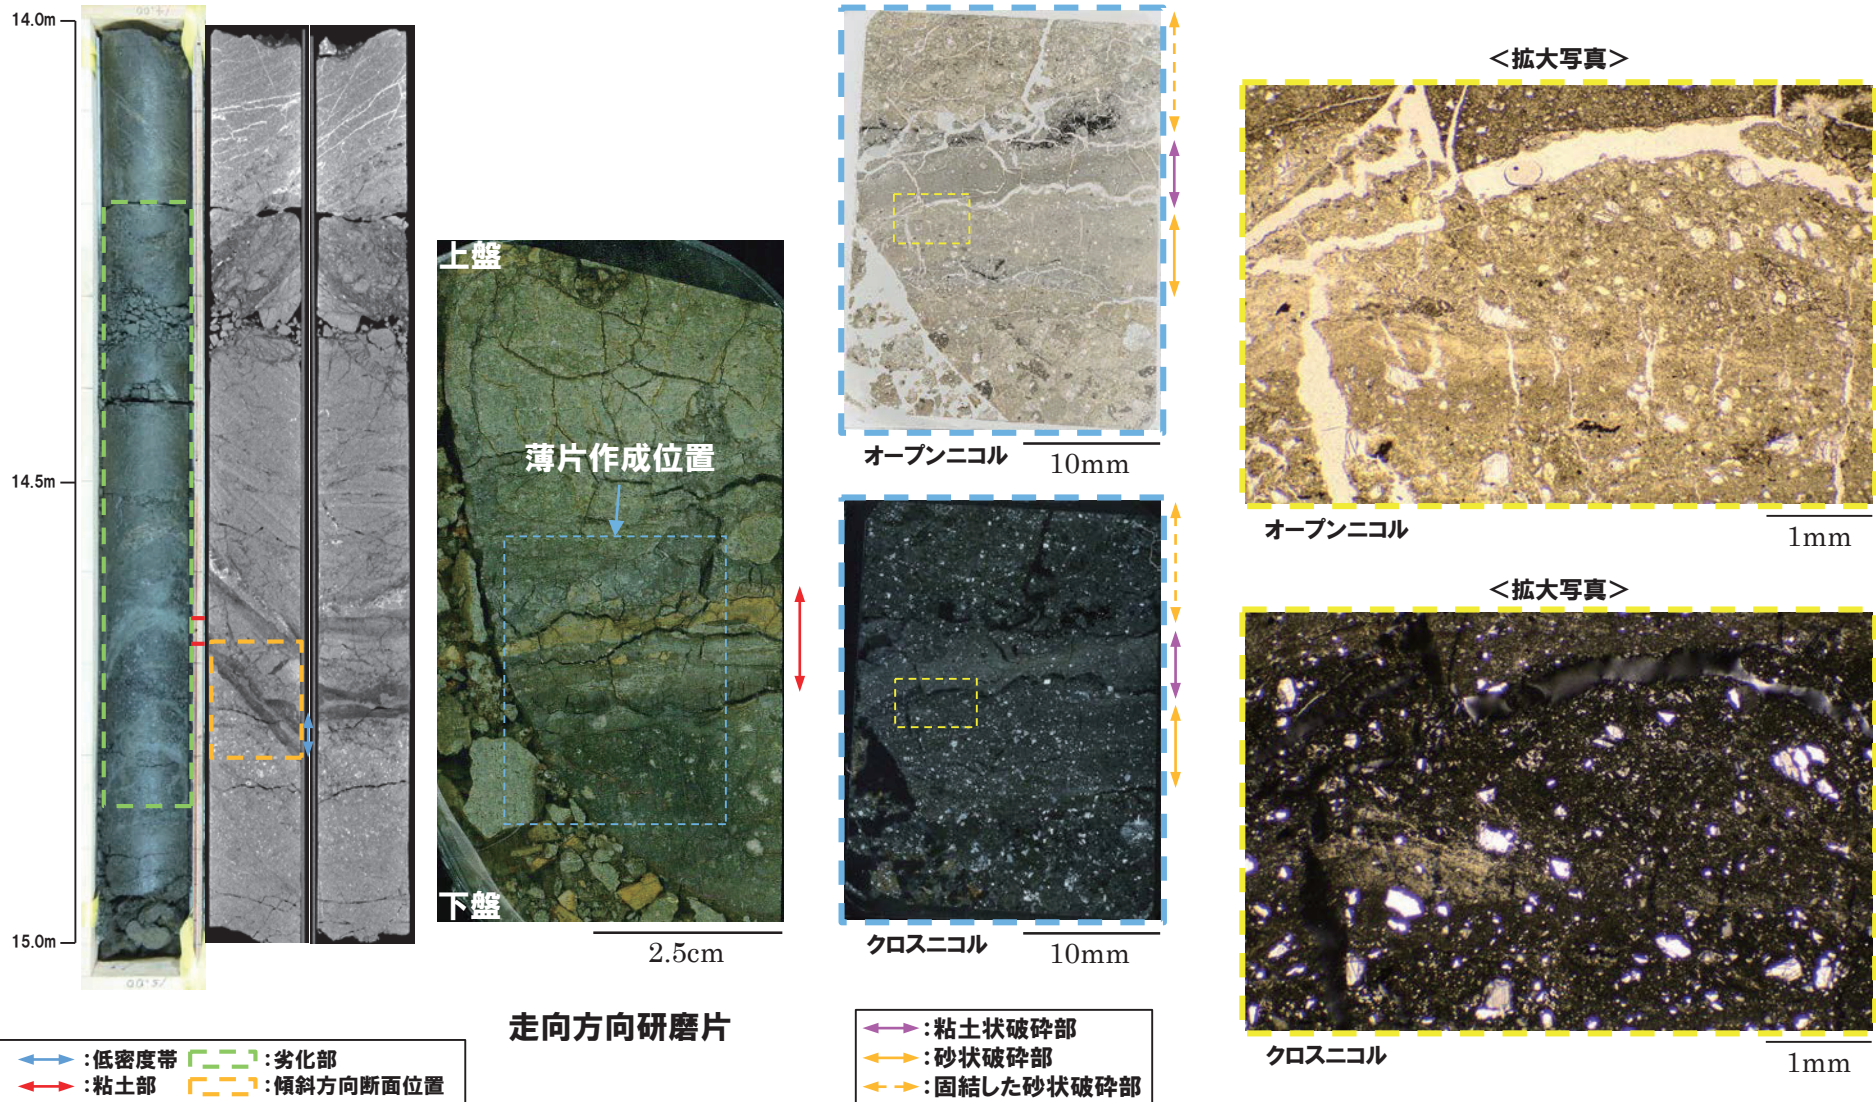 14.0m
14.5m
15.0m
14.00
15.00
上盤
薄片作成位置
下盤
2.5cm
走向方向研磨片
オープンニコル
10mm
クロスニコル
10mm
＜拡大写真＞
オープンニコル
1mm
＜拡大写真＞
クロスニコル
1mm
:低密度帯
:劣化部
:粘土部
:傾斜方向断面位置
:粘土状破砕部
:砂状破砕部
:固結した砂状破砕部